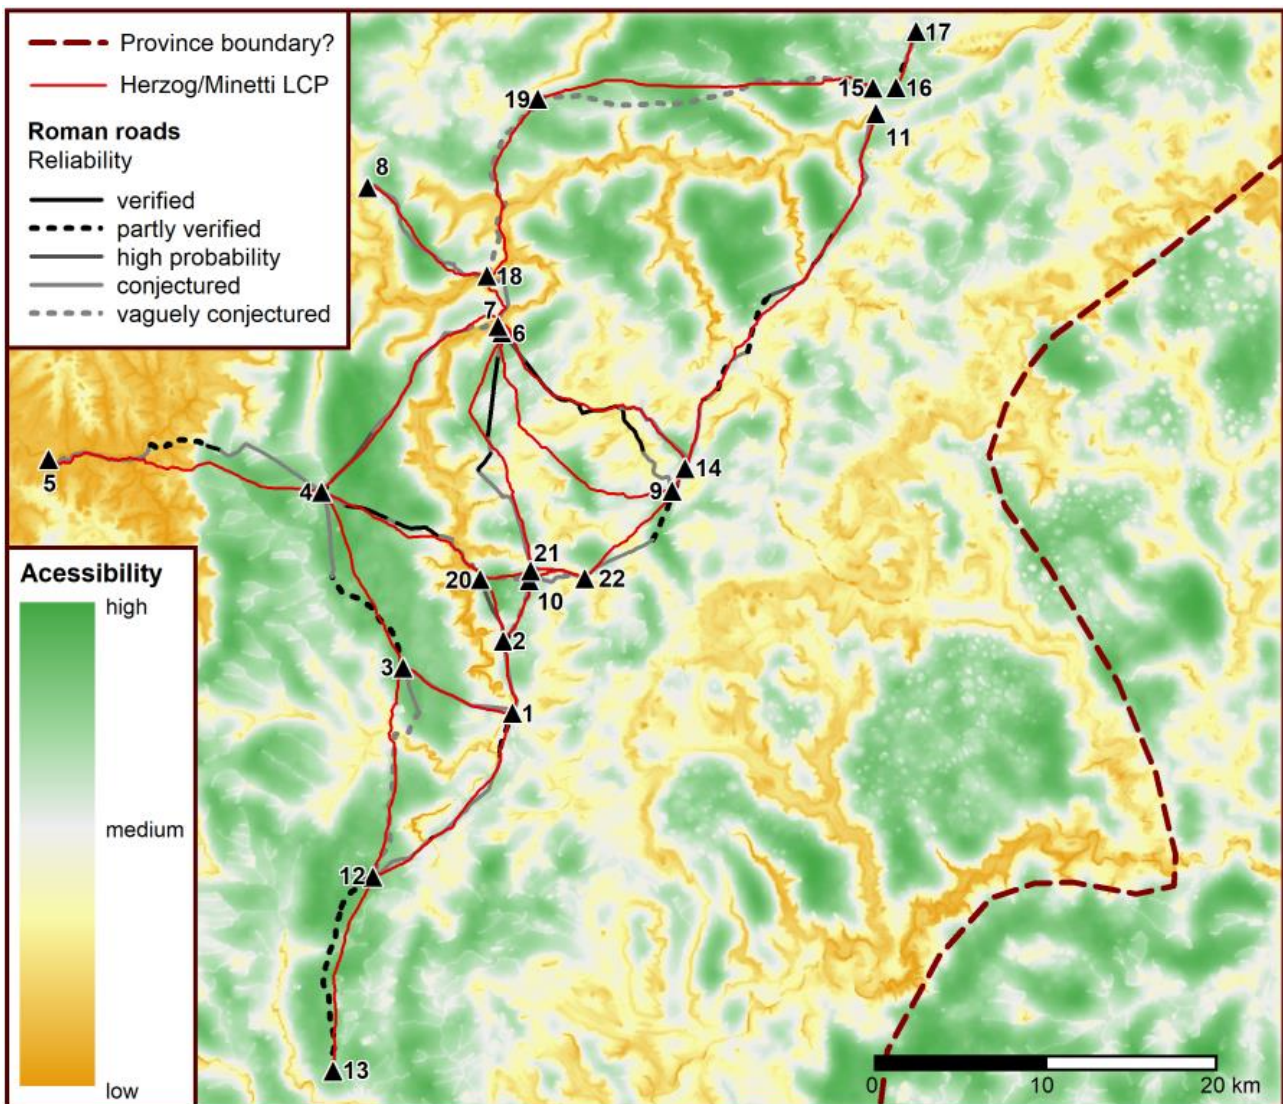 Province boundary?
Herzog/Minetti LCP
Roman roads
Reliability
verified
partly verified
high probability
conjectured
vaguely conjectured
17
19
15
16
11
8
18
7
6
14
5
4
9
21
20
22
10
2
3
1
12
13
Acessibility
high
medium
low
0 10 20 km